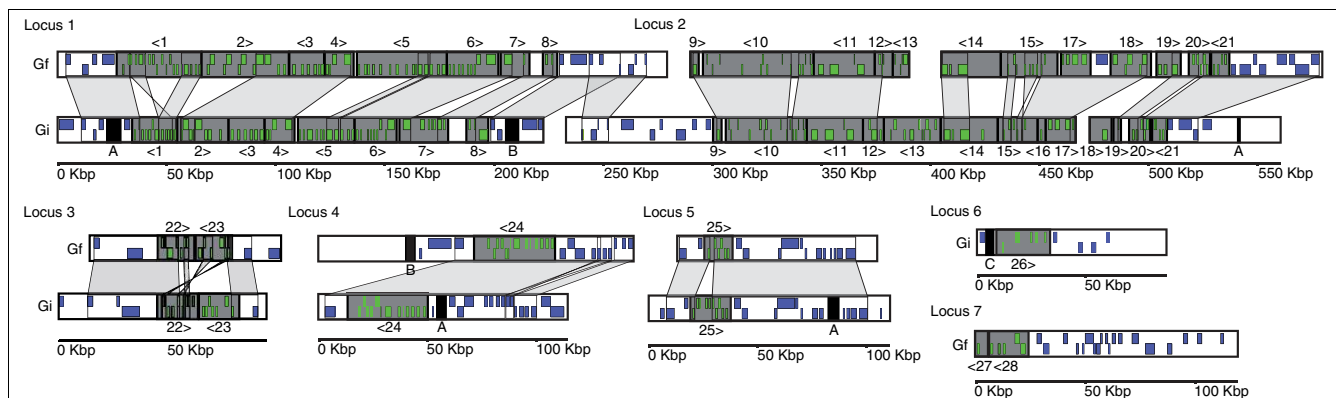 Locus 1
Locus 2
<1 2> <3 4> <5 6> 7> 8> 9> <10 <11 12> <13 <14 15> 17> 18> 19> 20> <21
Gf
Gi
A <1 2> <3 4> <5 6> 7> 8> B 9> <10 <11 12> <13 <14 15> <16 17> 18> 19> 20> <21 A
0 Kbp 50 Kbp 100 Kbp 150 Kbp 200 Kbp 250 Kbp 300 Kbp 350 Kbp 400 Kbp 450 Kbp 500 Kbp 550 Kbp
Locus 3
22> <23
Gf
Gi
22> <23
0 Kbp 50 Kbp
Locus 4
<24
B
<24 A
0 Kbp 50 Kbp 100 Kbp
Locus 5
25>
25> A
0 Kbp 50 Kbp 100 Kbp
Locus 6
Gi
C 26>
0 Kbp 50 Kbp
Locus 7
Gf
<27 <28
0 Kbp 50 Kbp 100 Kbp